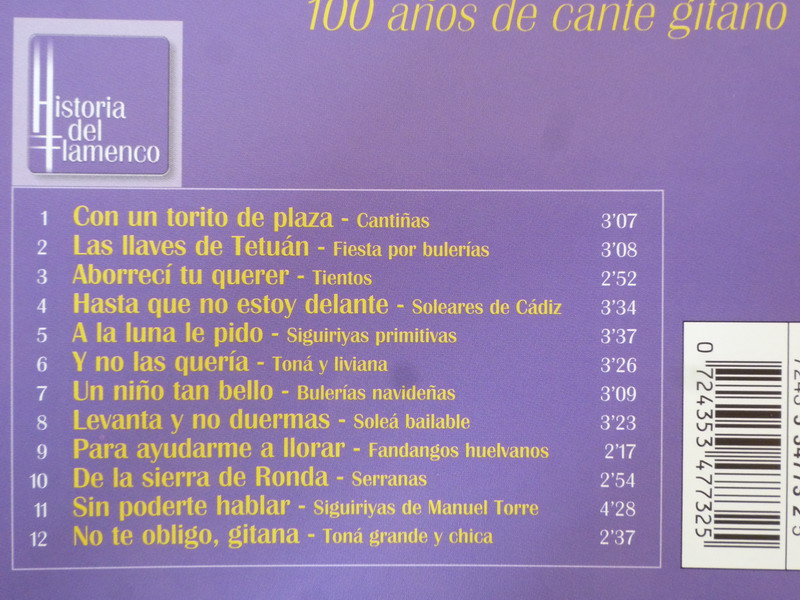 100 años de cante gitano
Historia
del
flamenco
1 Con un torito de plaza - Cantiñas 3'07
2 Las llaves de Tetuán - Fiesta por bulerías 3'08
3 Aborrecí tu querer - Tientos 2'52
4 Hasta que no estoy delante - Soleares de Cádiz 3'34
5 A la luna le pido - Siguiriyas primitivas 3'37
6 Y no las quería - Toná y liviana 3'26
7 Un niño tan bello - Bulerías navideñas 3'09
8 Levanta y no duermas - Soleá bailable 3'23
9 Para ayudarme a llorar - Fandangos huelvanos 2'17
10 De la sierra de Ronda - Serranas 2'54
11 Sin poderte hablar - Siguiriyas de Manuel Torre 4'28
12 No te obligo, gitana - Toná grande y chica 2'37
0 724353 477325